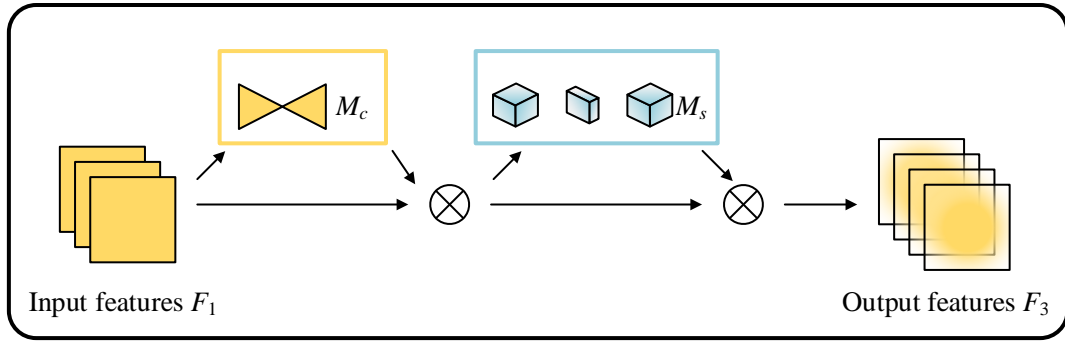 M_c
M_s
Input features F_1
Output features F_3